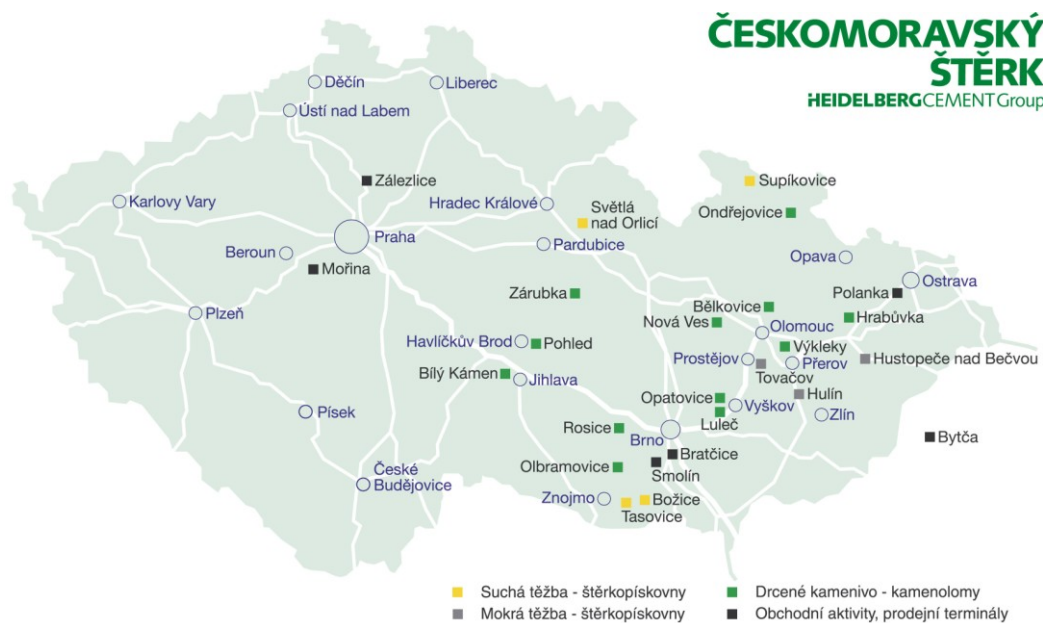 ČESKOMORAVSKÝ
ŠTĚRK
HEIDELBERGCEMENT Group
Děčín
Liberec
Ústí nad Labem
Zálezlice
Supíkovice
Karlovy Vary
Hradec Králové
Světlá
nad Orlicí
Ondřejovice
Praha
Beroun
Pardubice
Mořina
Opava
Ostrava
Polanka
Zárubka
Bělkovice
Plzeň
Nová Ves
Hrabůvka
Olomouc
Havlíčkův Brod
Pohled
Výkleky
Prostějov
Přerov
Hustopeče nad Bečvou
Bílý Kámen
Jihlava
Tovačov
Hulín
Písek
Opatovice
Vyškov
Zlín
Luleč
Rosice
Brno
Bytča
Bratčice
České
Budějovice
Olbramovice
Smolín
Znojmo
Božice
Tasovice
Suchá těžba - štěrkopískovny
Drcené kamenivo - kamenolomy
Mokrá těžba - štěrkopískovny
Obchodní aktivity, prodejní terminály